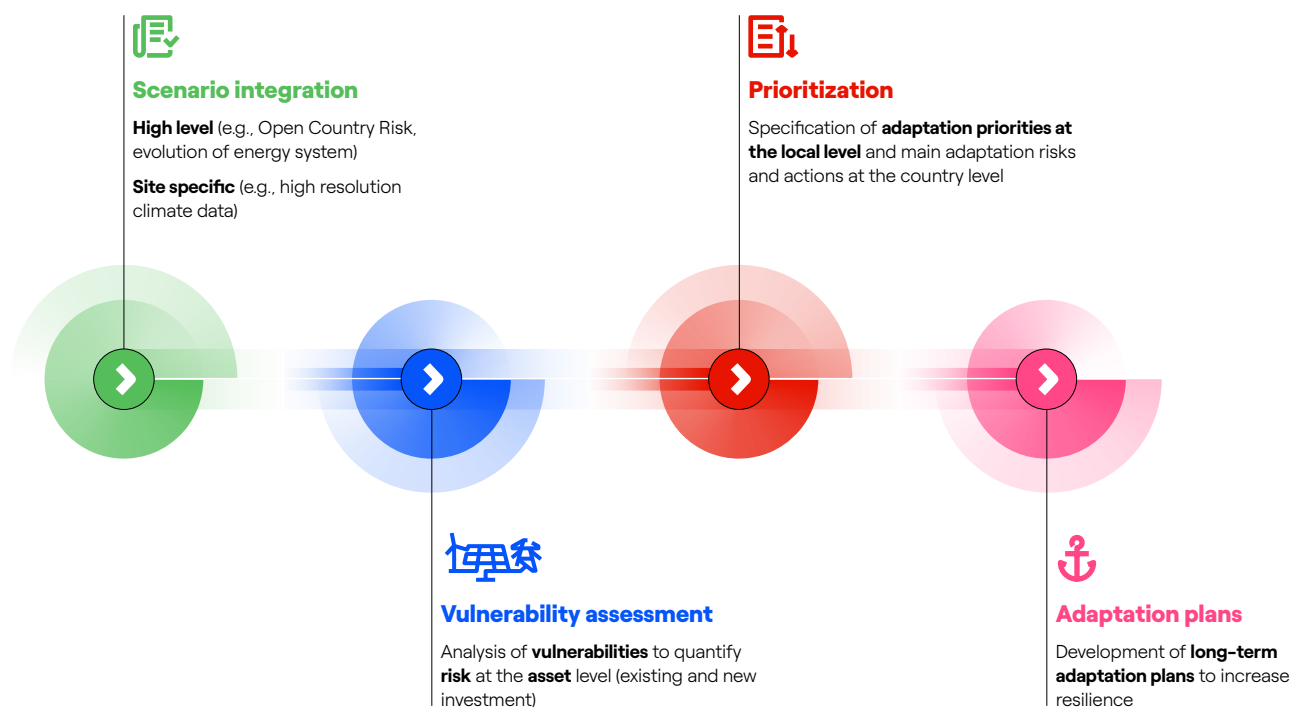 Scenario integration
High level (e.g., Open Country Risk,
evolution of energy system)
Site specific (e.g., high resolution
climate data)
Vulnerability assessment
Analysis of vulnerabilities to quantify
risk at the asset level (existing and new
investment)
Prioritization
Specification of adaptation priorities at
the local level and main adaptation risks
and actions at the country level
Adaptation plans
Development of long-term
adaptation plans to increase
resilience